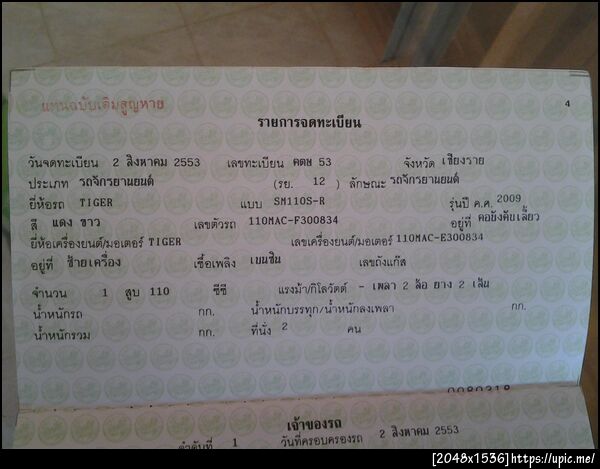 แทนฉบับเดิมสูญหาย
4
รายการจดทะเบียน
วันจดทะเบียน 2 สิงหาคม 2553 เลขทะเบียน คตษ 53 จังหวัด เชียงราย
ประเภท รถจักรยานยนต์ (รย. 12 ) ลักษณะ รถจักรยานยนต์
ยี่ห้อรถ TIGER แบบ SM110S-R รุ่นปี ค.ศ. 2009
สี แดง ขาว เลขตัวรถ 110MAC-F300834 อยู่ที่ คอยังคับเลี้ยว
ยี่ห้อเครื่องยนต์/มอเตอร์ TIGER เลขเครื่องยนต์/มอเตอร์ 110MAC-E300834
อยู่ที่ ซ้ายเครื่อง เชื้อเพลิง เบนซิน เลขถังแก๊ส
จำนวน 1 สูบ 110 ซีซี แรงม้า/กิโลวัตต์ - เพลา 2 ล้อ ยาง 2 เส้น
น้ำหนักรถ กก. น้ำหนักบรรทุก/น้ำหนักลงเพลา กก.
น้ำหนักรวม กก. ที่นั่ง 2 คน
เจ้าของรถ
ลำดับที่ 1 วันที่ครอบครองรถ 2 สิงหาคม 2553
[2048x1536]https://upic.me/